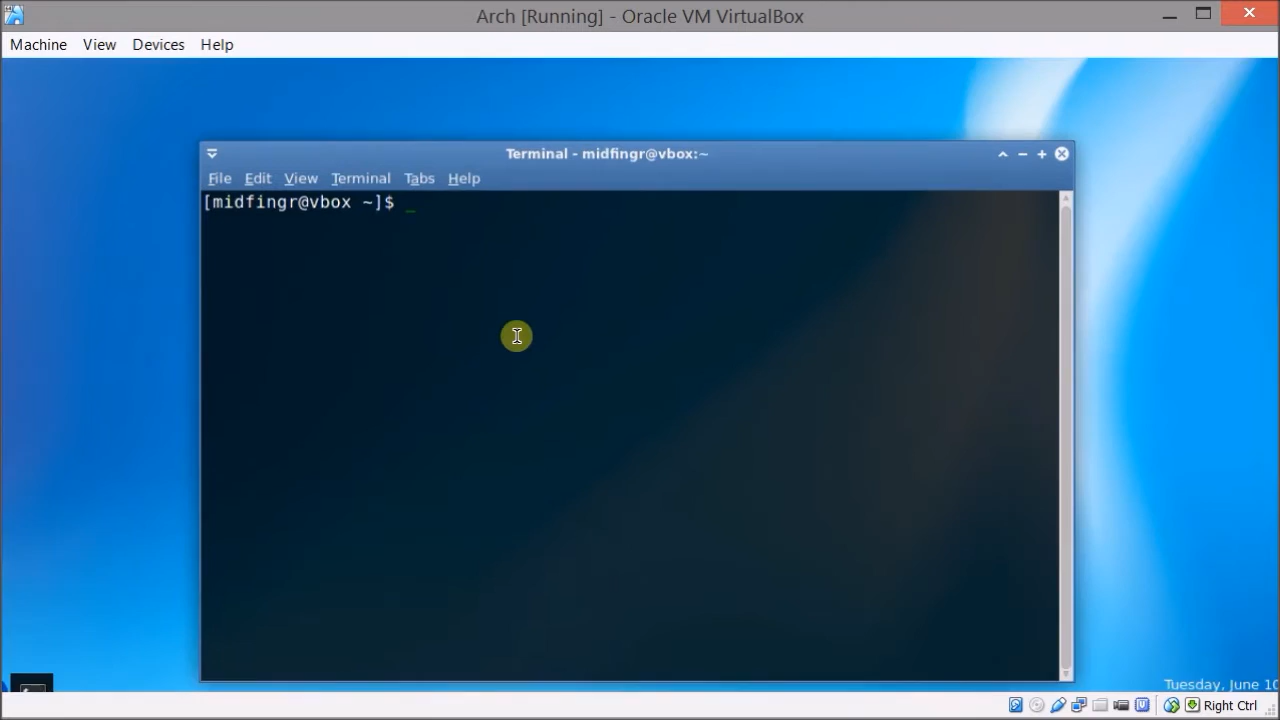 Arch [Running] - Oracle VM VirtualBox
Machine View Devices Help
Terminal - midfingr@vbox:~
File Edit View Terminal Tabs Help
[midfingr@vbox ~]$ _
Tuesday, June 10
Right Ctrl